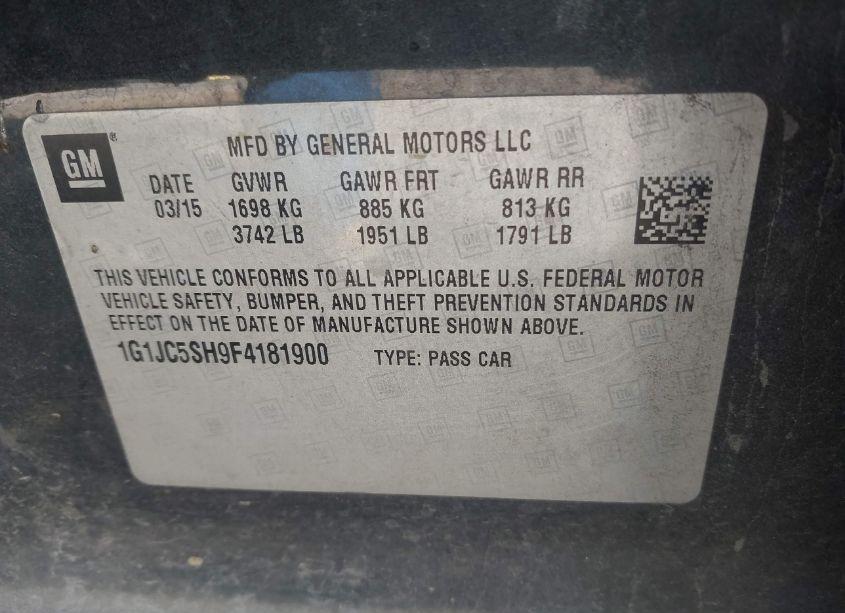 GM
MFD BY GENERAL MOTORS LLC
DATE GVWR GAWR FRT GAWR RR
03/15 1698 KG 885 KG 813 KG
3742 LB 1951 LB 1791 LB
THIS VEHICLE CONFORMS TO ALL APPLICABLE U.S. FEDERAL MOTOR
VEHICLE SAFETY, BUMPER, AND THEFT PREVENTION STANDARDS IN
EFFECT ON THE DATE OF MANUFACTURE SHOWN ABOVE.
1G1JC5SH9F4181900 TYPE: PASS CAR